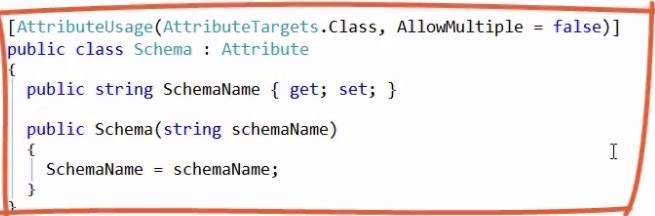 [AttributeUsage(AttributeTargets.Class, AllowMultiple = false)]
public class Schema : Attribute
{
public string SchemaName { get; set; }
public Schema(string schemaName)
{
SchemaName = schemaName;
}
}